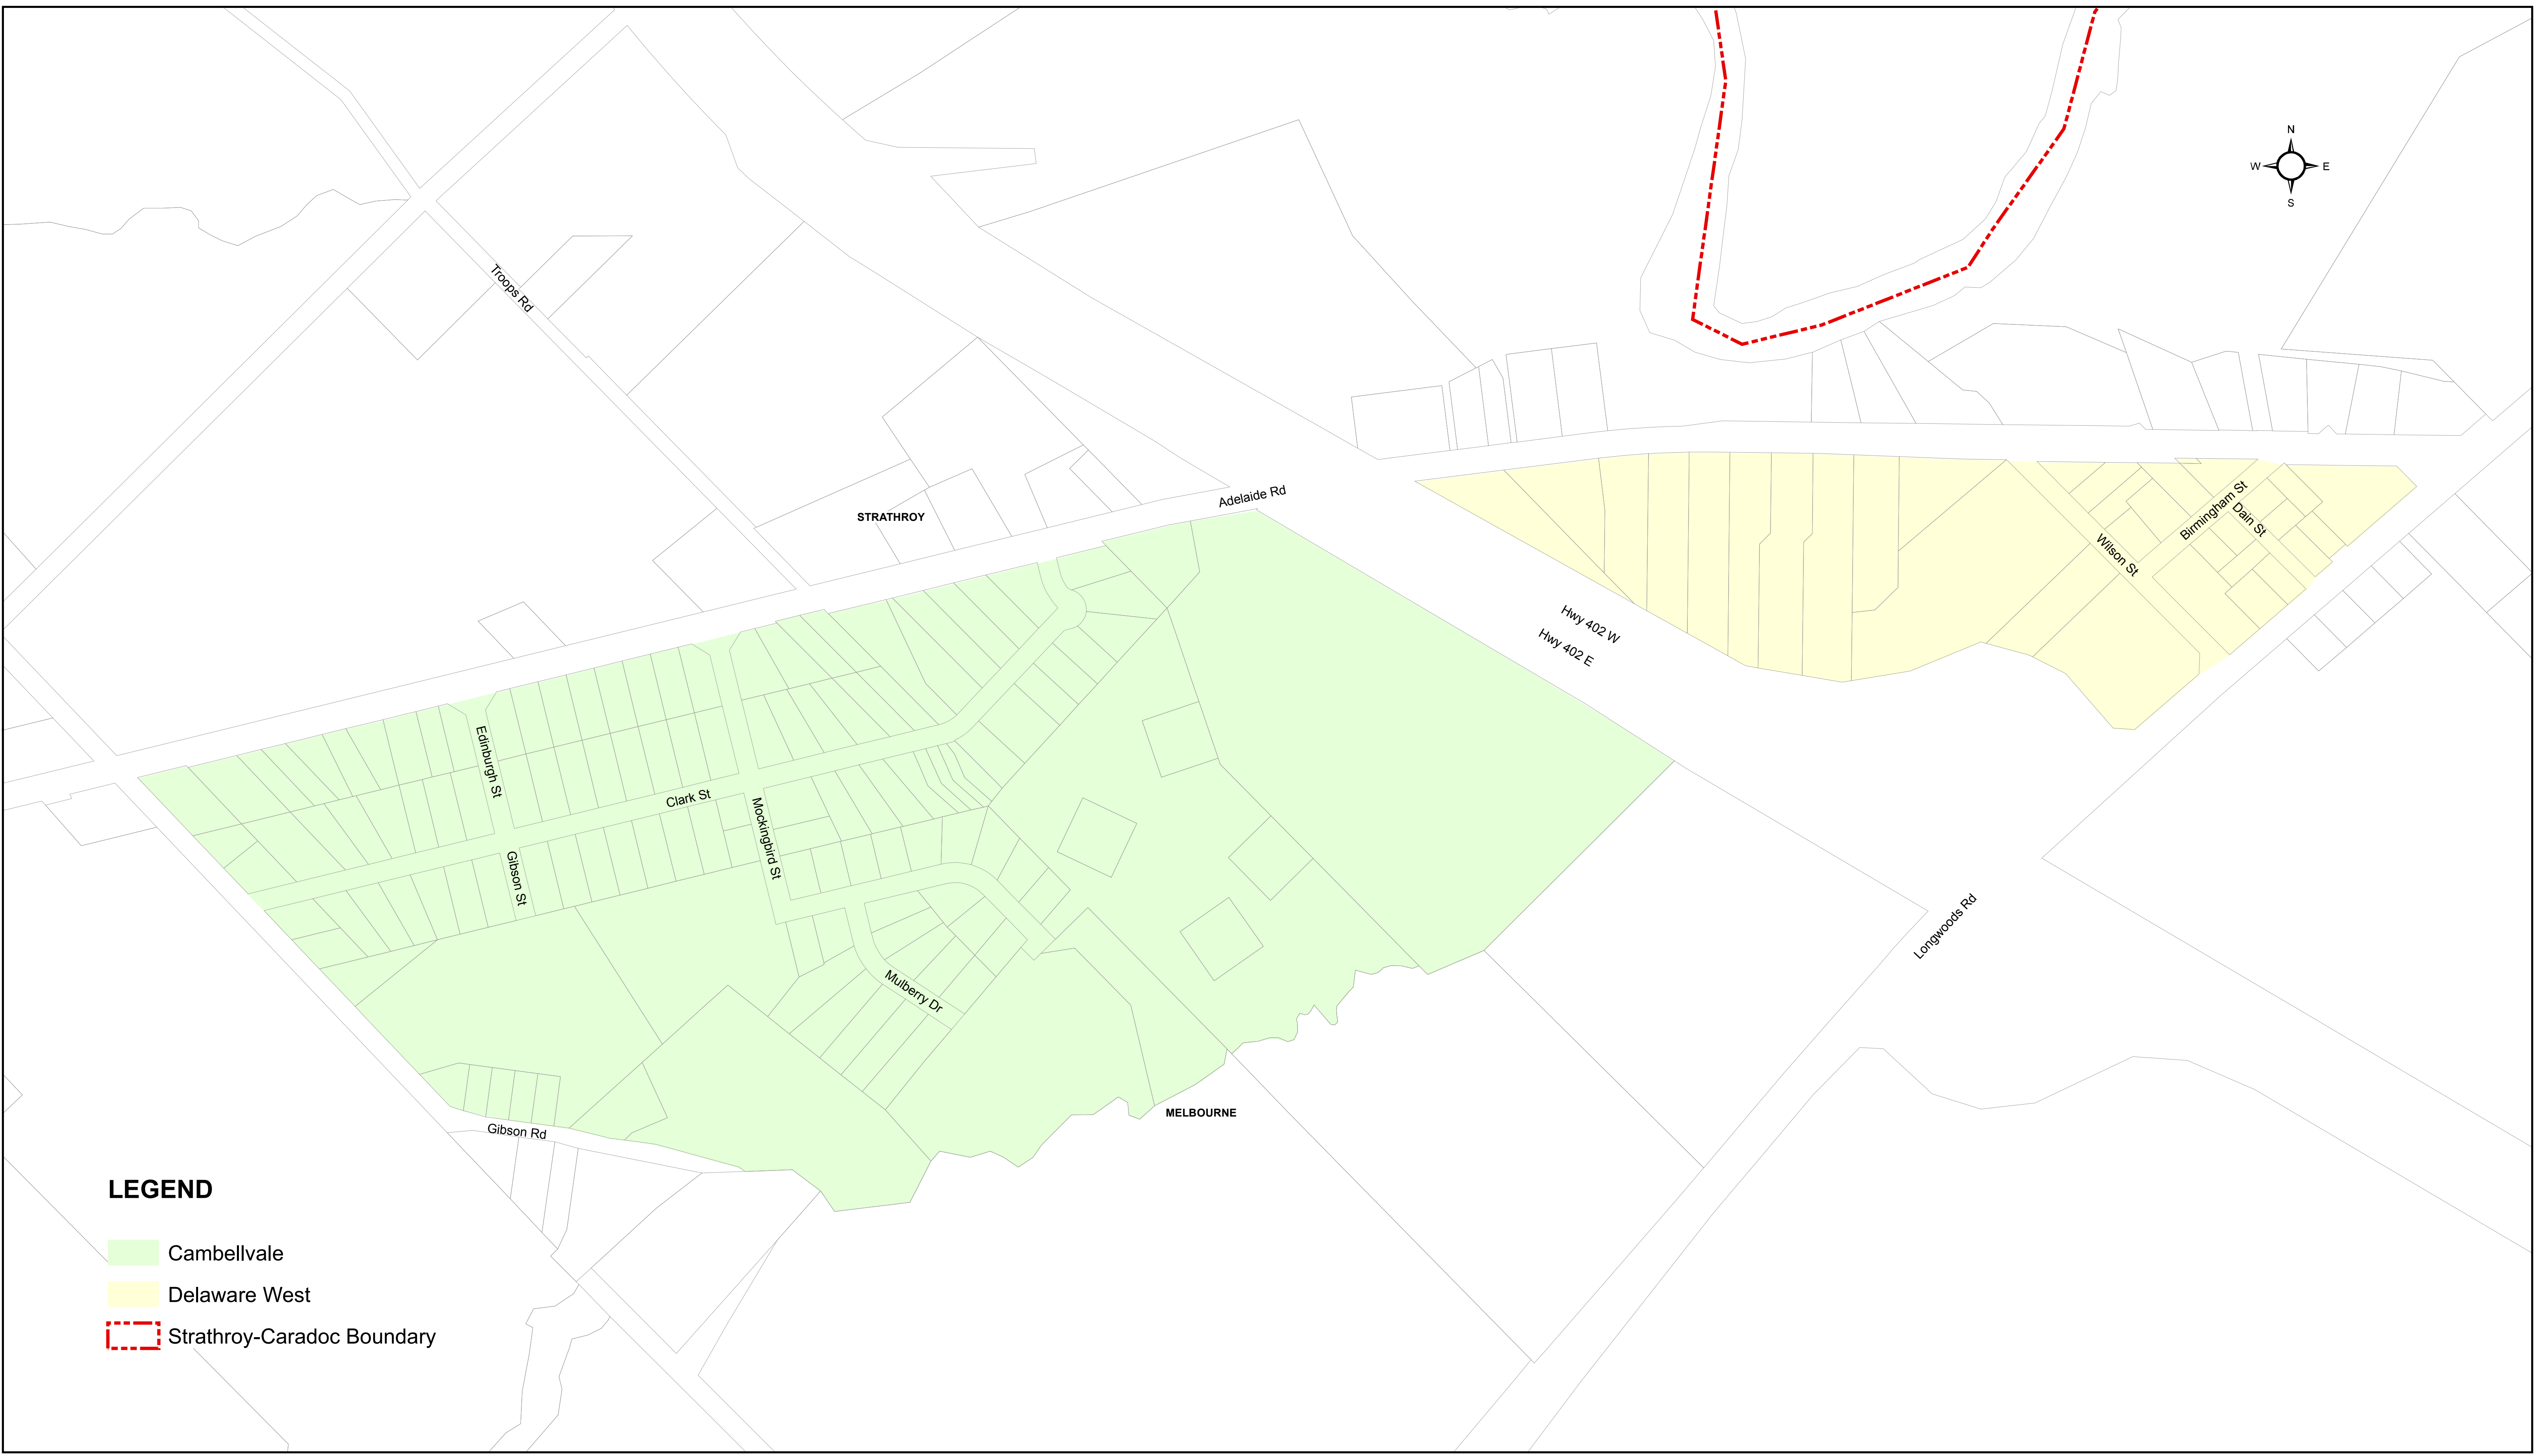 N
W E
S
Troops Rd
STRATHROY
Adelaide Rd
Birmingham St
Dain St
Wilson St
Hwy 402 W
Hwy 402 E
Edinburgh St
Clark St
Mockingbird St
Gibson St
Longwoods Rd
Mulberry Dr
MELBOURNE
Gibson Rd
LEGEND
Cambellvale
Delaware West
Strathroy-Caradoc Boundary